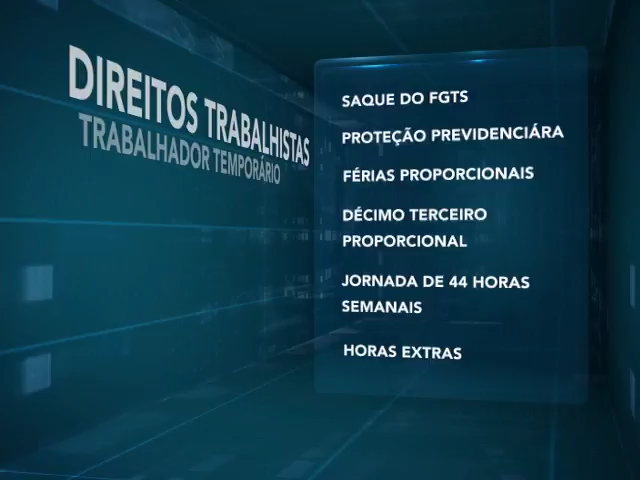 DIREITOS TRABALHISTAS
TRABALHADOR TEMPORÁRIO
SAQUE DO FGTS
PROTEÇÃO PREVIDENCIÁRA
FÉRIAS PROPORCIONAIS
DÉCIMO TERCEIRO
PROPORCIONAL
JORNADA DE 44 HORAS
SEMANAIS
HORAS EXTRAS